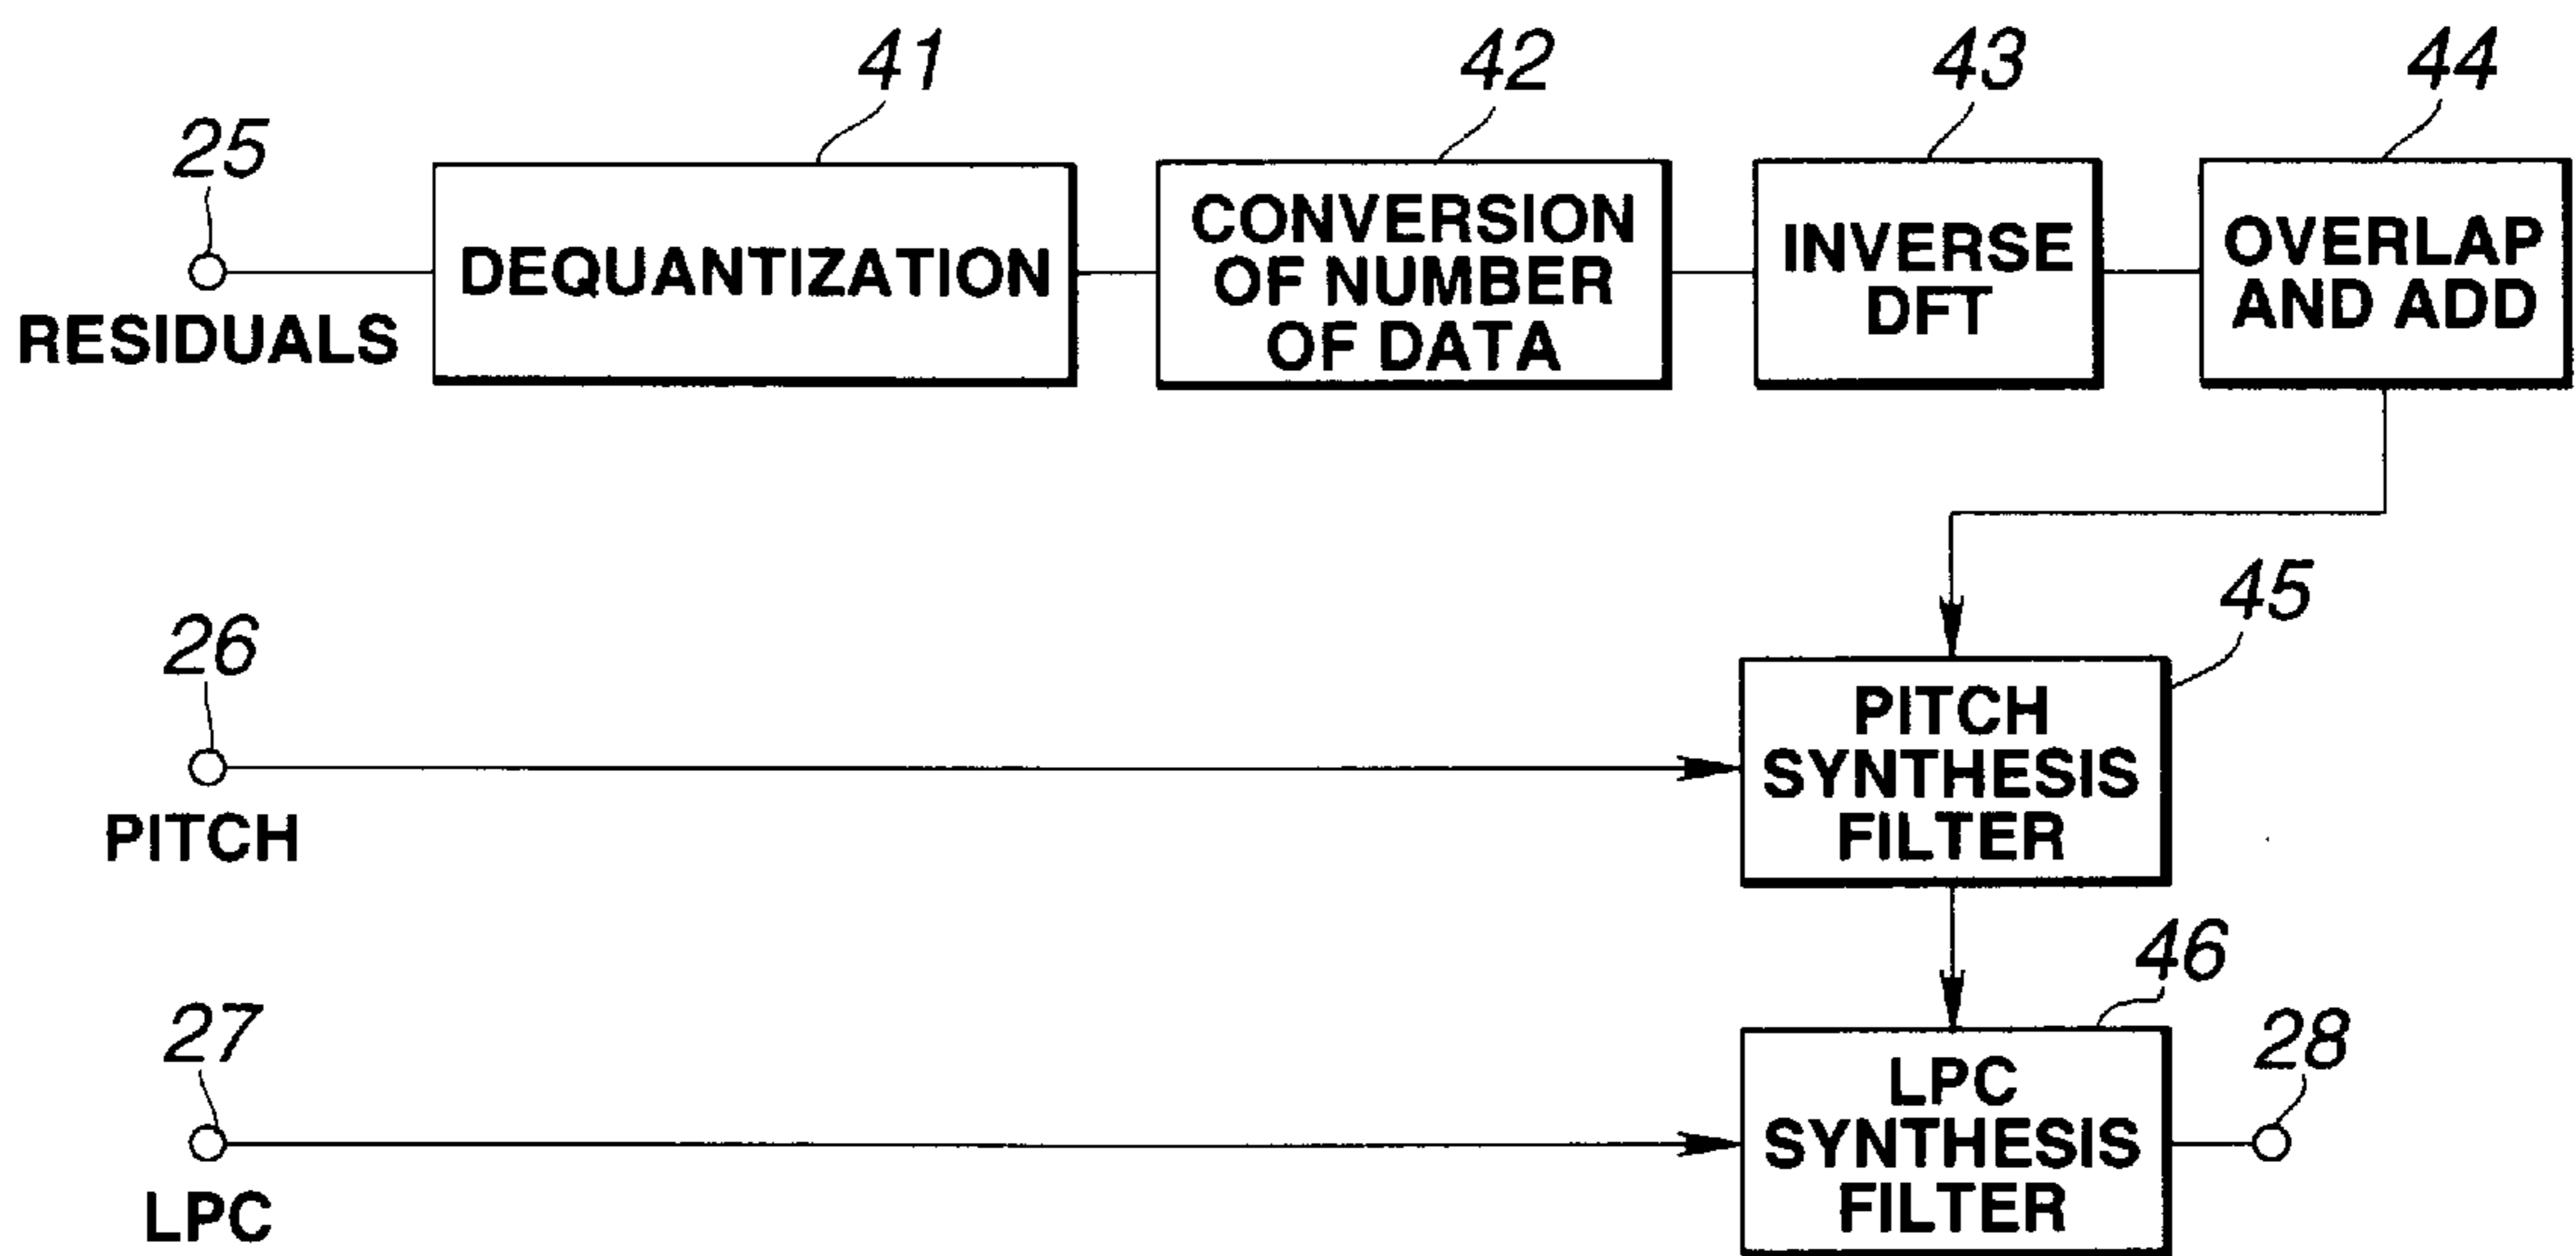 41
42
43
44
25
DEQUANTIZATION
CONVERSION
OF NUMBER
OF DATA
INVERSE
DFT
OVERLAP
AND ADD
RESIDUALS
45
26
PITCH
SYNTHESIS
FILTER
PITCH
46
27
28
LPC
SYNTHESIS
FILTER
LPC